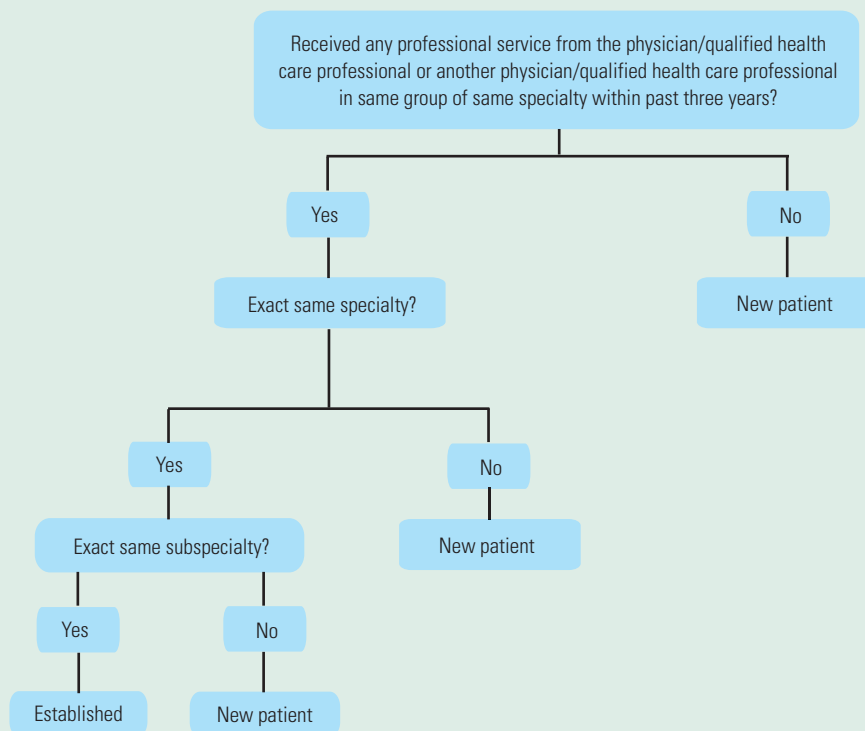 Received any professional service from the physician/qualified health
care professional or another physician/qualified health care professional
in same group of same specialty within past three years?
Yes
No
Exact same specialty?
New patient
Yes
No
Exact same subspecialty?
New patient
Yes
No
Established
New patient